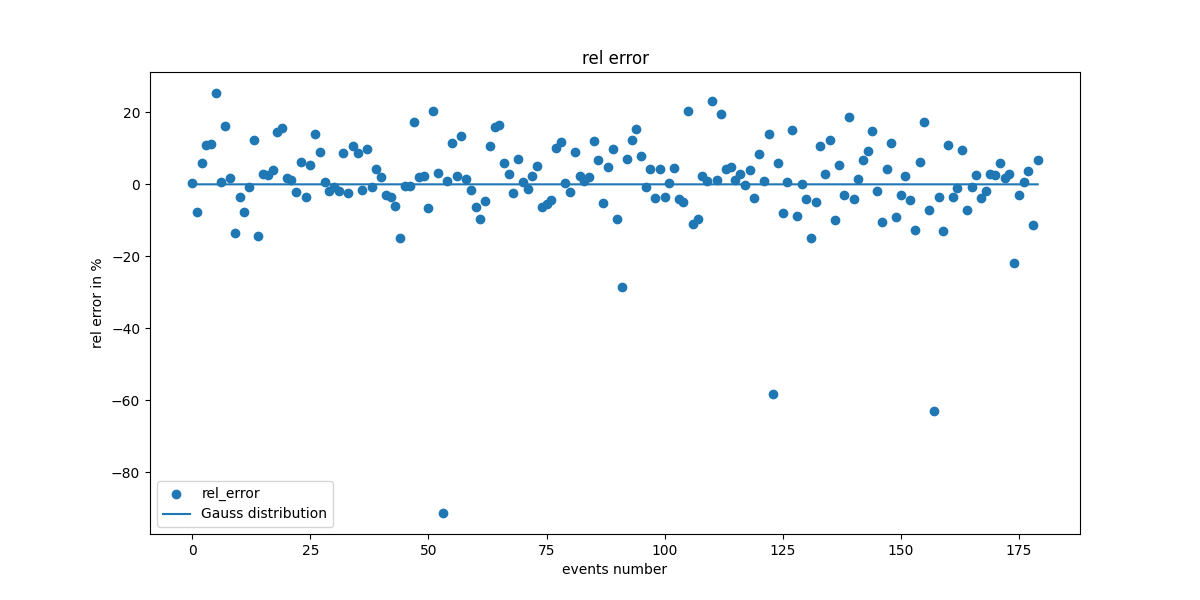 rel error
20
0
−20
−40
−60
−80
rel error in %
rel_error
Gauss distribution
0 25 50 75 100 125 150 175
events number